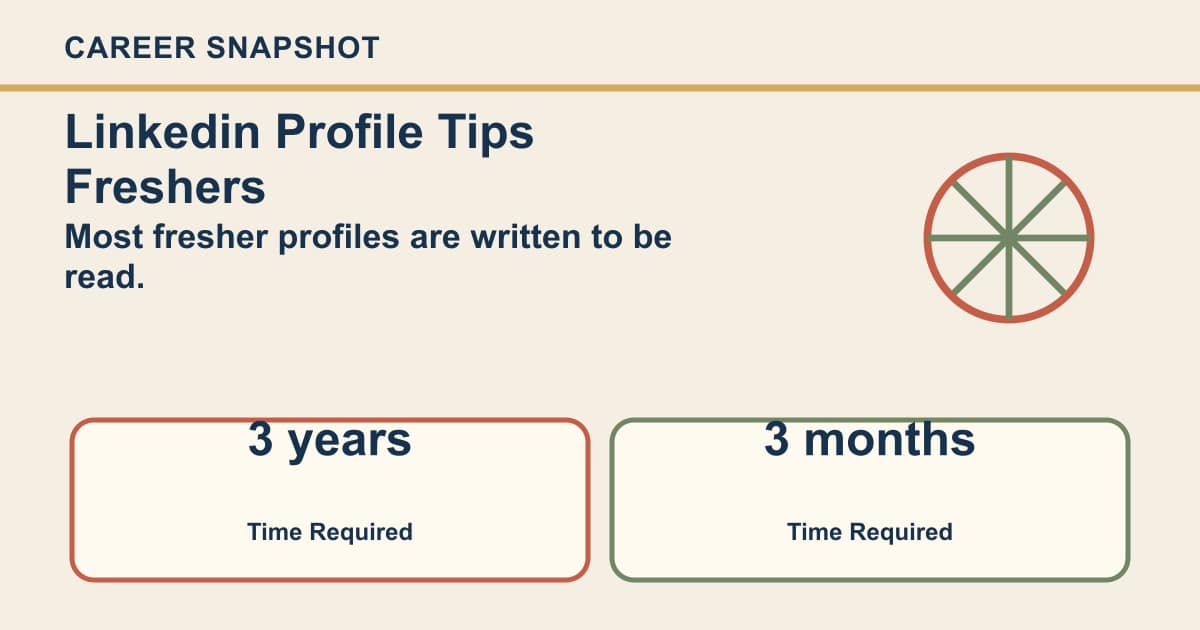 CAREER SNAPSHOT
Linkedin Profile Tips
Freshers
Most fresher profiles are written to be
read.
3 years
Time Required
3 months
Time Required